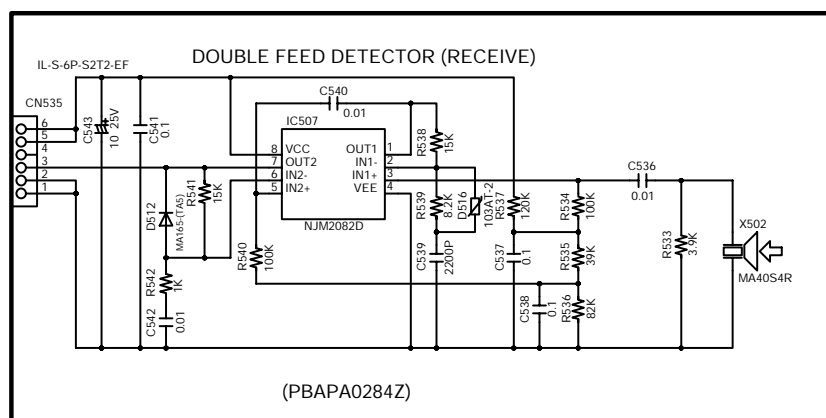 DOUBLE FEED DETECTOR (RECEIVE)
IL-S-6P-S2T2-EF
CN535
6
5
4
3
2
1
C543
10 25V
C541
0.1
C540
0.01
IC507
8 VCC
7 OUT2
6 IN2-
5 IN2+
OUT1 1
IN1- 2
IN1+ 3
VEE 4
NJM2082D
R538
15K
D512
MA165-(TA5)
R541
15K
R539
8.2K
D516
103AT-2
R537
120K
R534
100K
C536
0.01
R533
3.9K
X502
MA40S4R
R542
1K
C542
0.01
R540
100K
C539
2200P
C537
0.1
R535
39K
C538
0.1
R536
82K
(PBAPA0284Z)